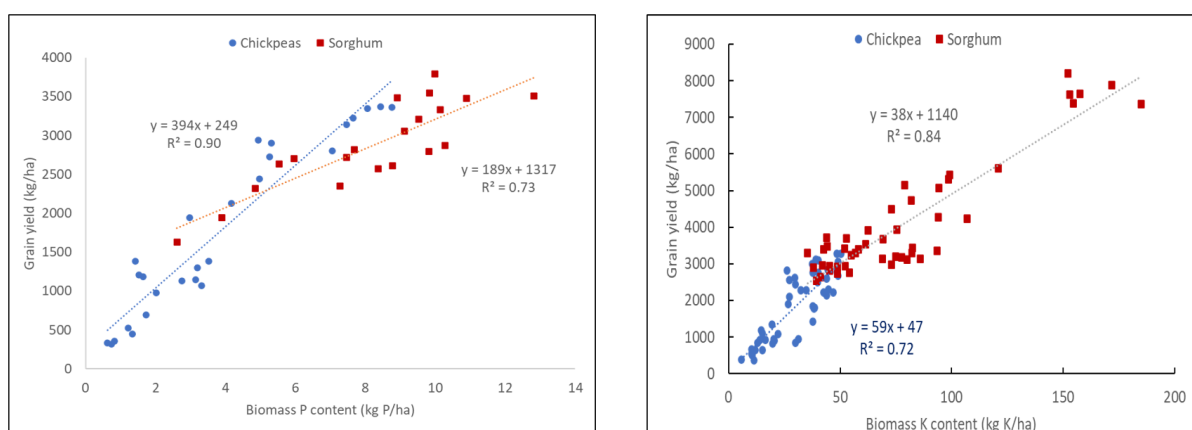 Chickpeas Sorghum
4000
3500
3000
2500
2000
1500
1000
500
0
y = 394x + 249
R² = 0.90
y = 189x + 1317
R² = 0.73
Grain yield (kg/ha)
0 2 4 6 8 10 12 14
Biomass P content (kg P/ha)
Chickpea Sorghum
9000
8000
7000
6000
5000
4000
3000
2000
1000
0
y = 38x + 1140
R² = 0.84
y = 59x + 47
R² = 0.72
Grain yield (kg/ha)
0 50 100 150 200
Biomass K content (kg K/ha)